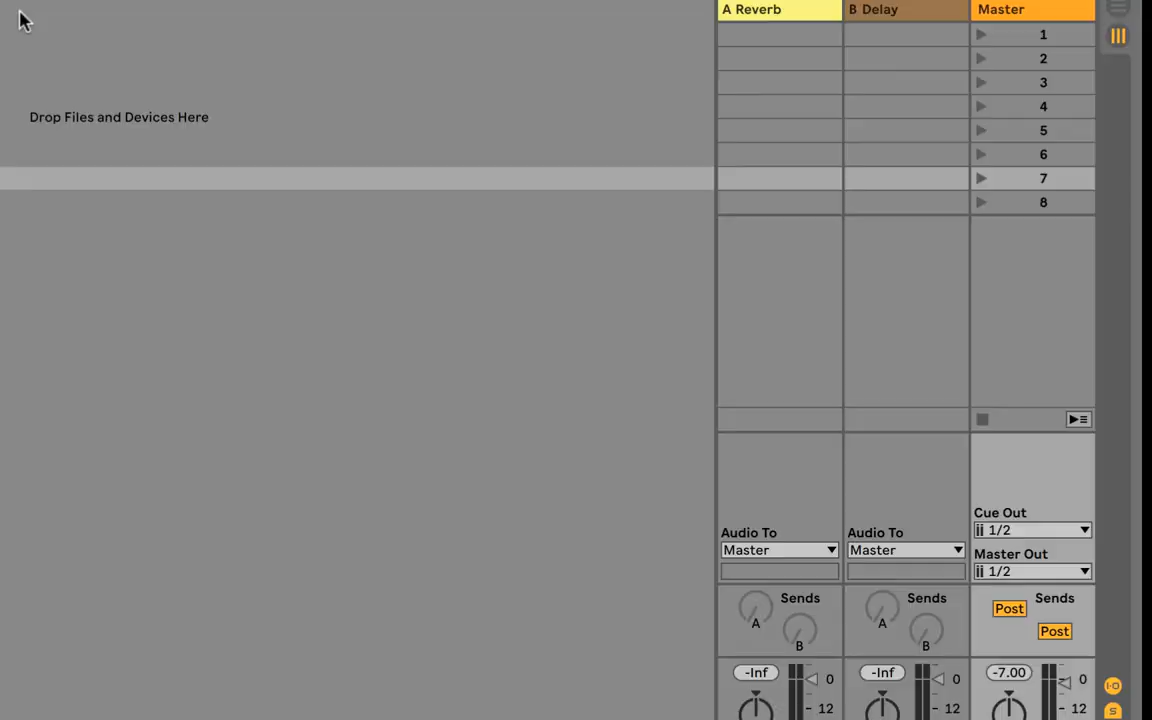 A Reverb
B Delay
Master
1
2
3
4
5
6
7
8
Drop Files and Devices Here
Cue Out
1/2
Audio To
Audio To
Master
Master
Master Out
1/2
Sends
A
B
Sends
A
B
Sends
Post
Post
-Inf
0
12
-Inf
0
12
-7.00
0
12
I-O
S